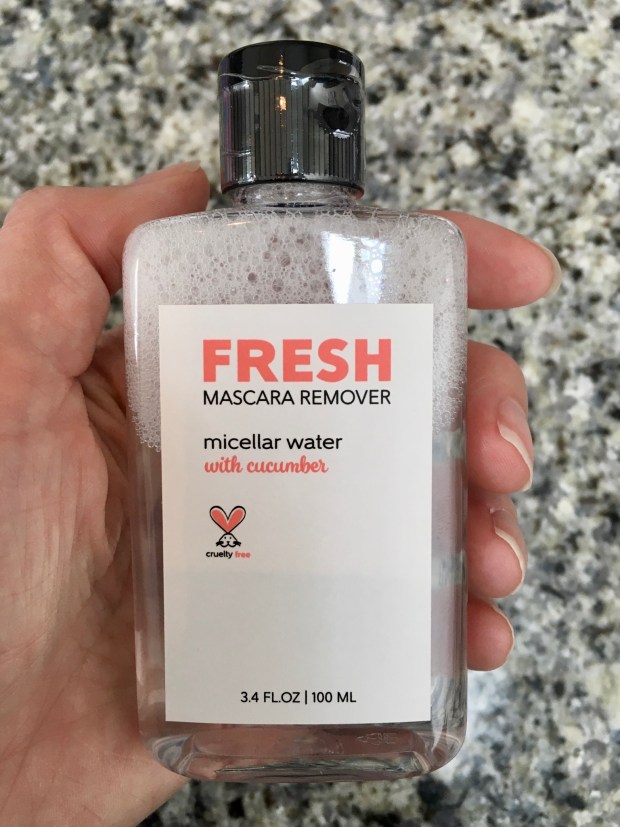 FRESH
MASCARA REMOVER
micellar water
with cucumber
cruelty free
3.4 FL.OZ | 100 ML